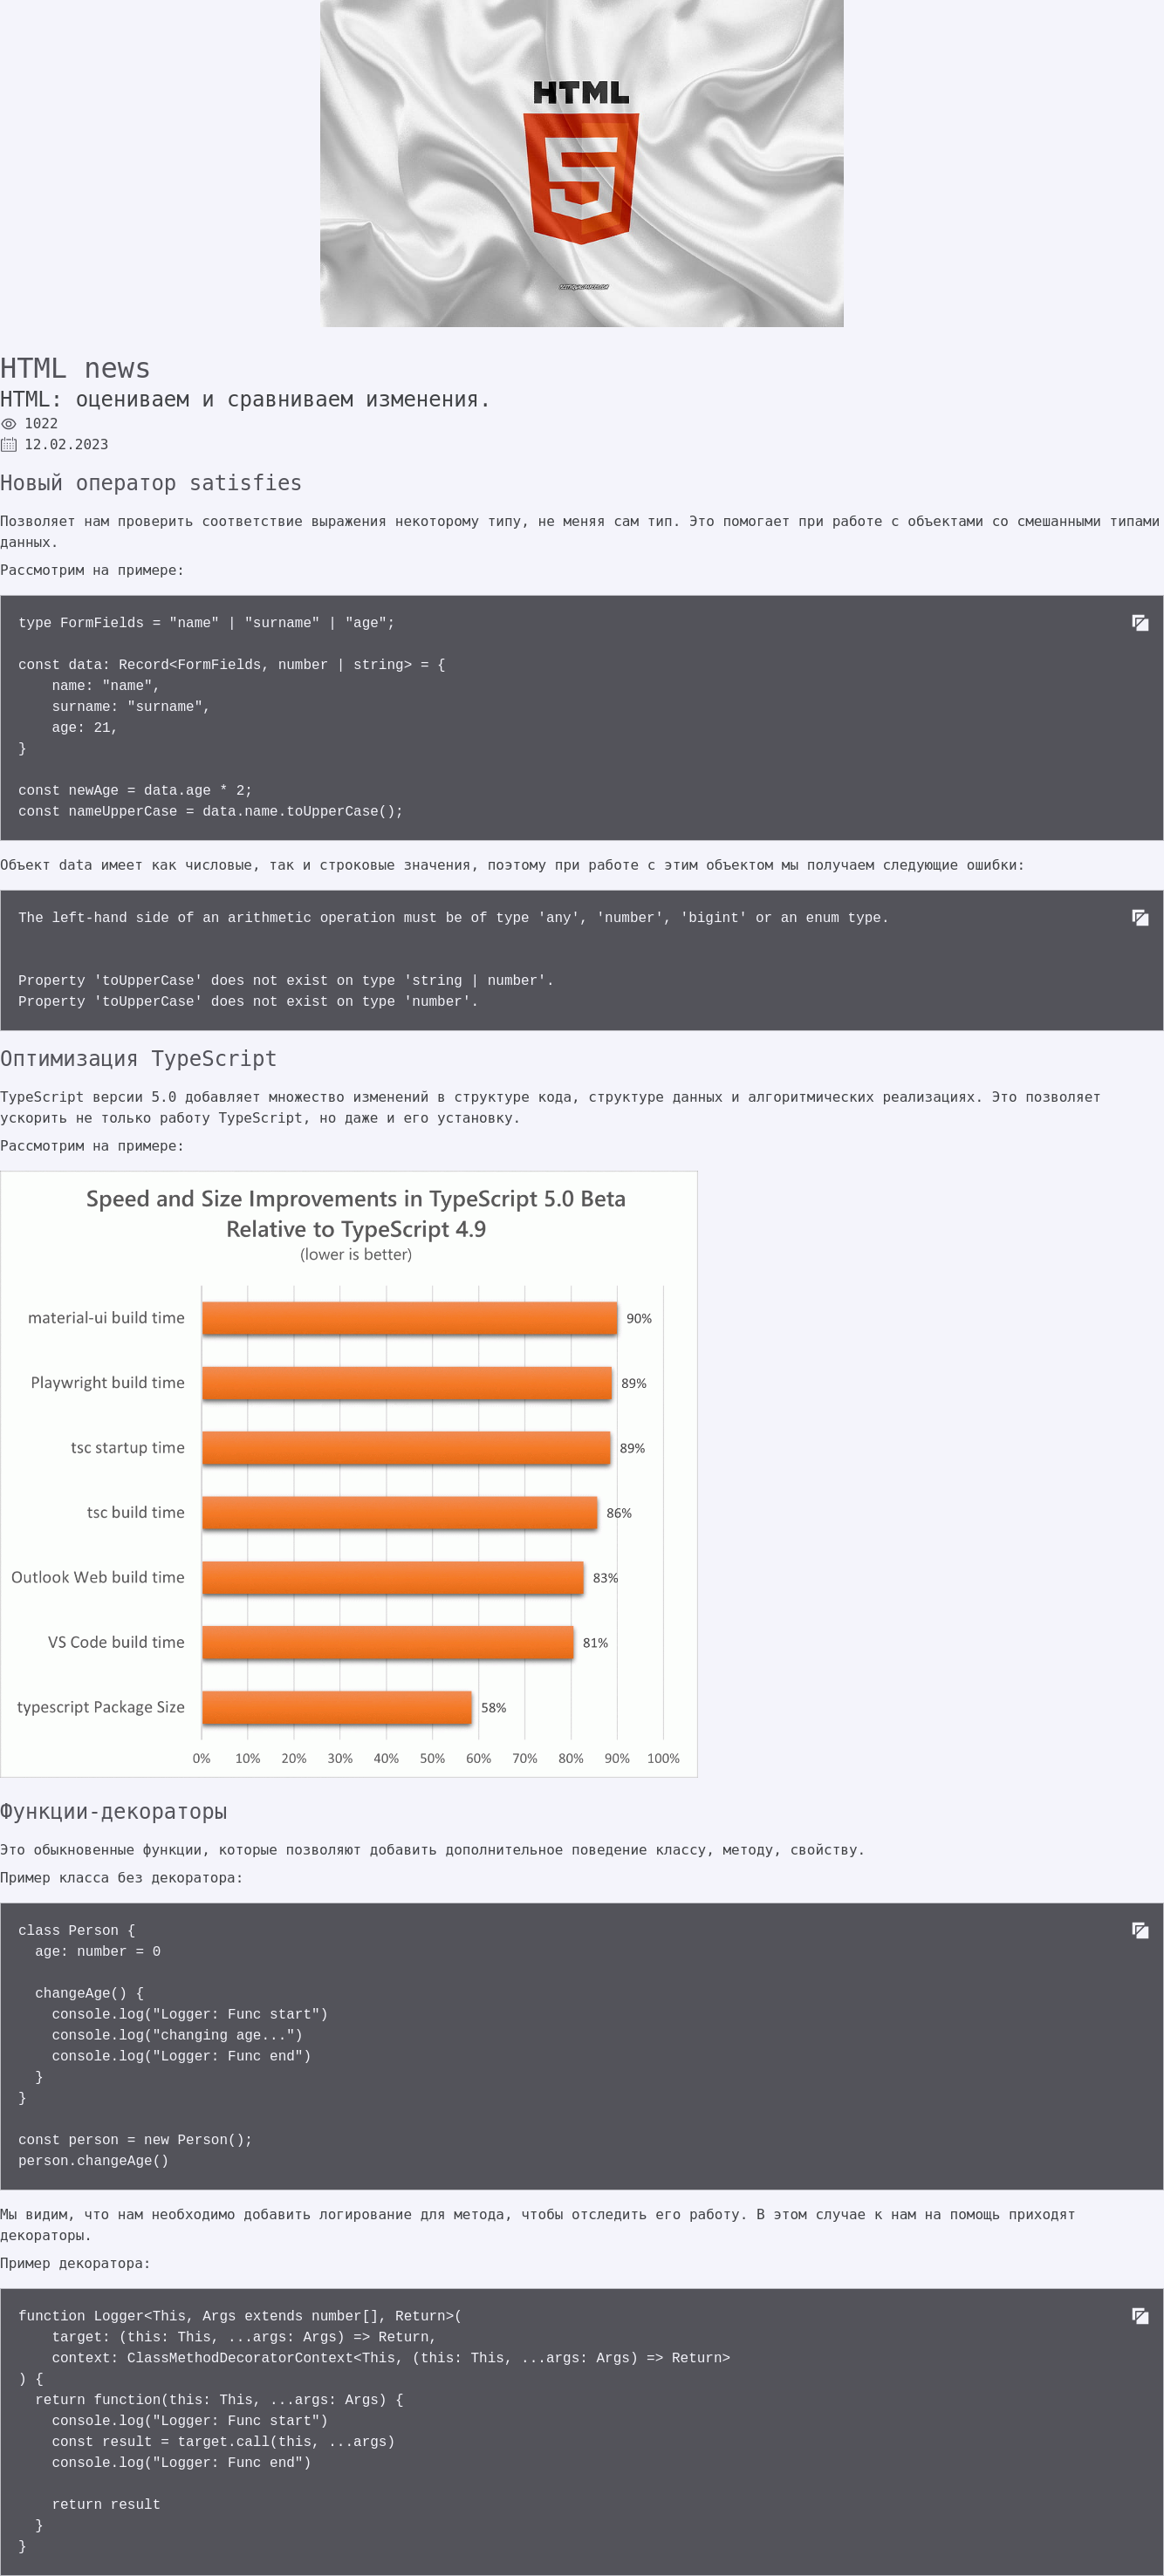 HTML
HTML news
HTML: оцениваем и сравниваем изменения.
1022
12.02.2023
Новый оператор satisfies
Позволяет нам проверить соответствие выражения некоторому типу, не меняя сам тип. Это помогает при работе с объектами со смешанными типами
данных.
Рассмотрим на примере:
type FormFields = "name" | "surname" | "age";
const data: Record<FormFields, number | string> = {
    name: "name",
    surname: "surname",
    age: 21,
}
const newAge = data.age * 2;
const nameUpperCase = data.name.toUpperCase();
Объект data имеет как числовые, так и строковые значения, поэтому при работе с этим объектом мы получаем следующие ошибки:
The left-hand side of an arithmetic operation must be of type 'any', 'number', 'bigint' or an enum type.
Property 'toUpperCase' does not exist on type 'string | number'.
Property 'toUpperCase' does not exist on type 'number'.
Оптимизация TypeScript
TypeScript версии 5.0 добавляет множество изменений в структуре кода, структуре данных и алгоритмических реализациях. Это позволяет
ускорить не только работу TypeScript, но даже и его установку.
Рассмотрим на примере:
Speed and Size Improvements in TypeScript 5.0 Beta
Relative to TypeScript 4.9
(lower is better)
material-ui build time 90%
Playwright build time 89%
tsc startup time 89%
tsc build time 86%
Outlook Web build time 83%
VS Code build time 81%
typescript Package Size 58%
0% 10% 20% 30% 40% 50% 60% 70% 80% 90% 100%
Функции-декораторы
Это обыкновенные функции, которые позволяют добавить дополнительное поведение классу, методу, свойству.
Пример класса без декоратора:
class Person {
  age: number = 0
  changeAge() {
    console.log("Logger: Func start")
    console.log("changing age...")
    console.log("Logger: Func end")
  }
}
const person = new Person();
person.changeAge()
Мы видим, что нам необходимо добавить логирование для метода, чтобы отследить его работу. В этом случае к нам на помощь приходят
декораторы.
Пример декоратора:
function Logger<This, Args extends number[], Return>(
    target: (this: This, ...args: Args) => Return,
    context: ClassMethodDecoratorContext<This, (this: This, ...args: Args) => Return>
) {
  return function(this: This, ...args: Args) {
    console.log("Logger: Func start")
    const result = target.call(this, ...args)
    console.log("Logger: Func end")
    return result
  }
}